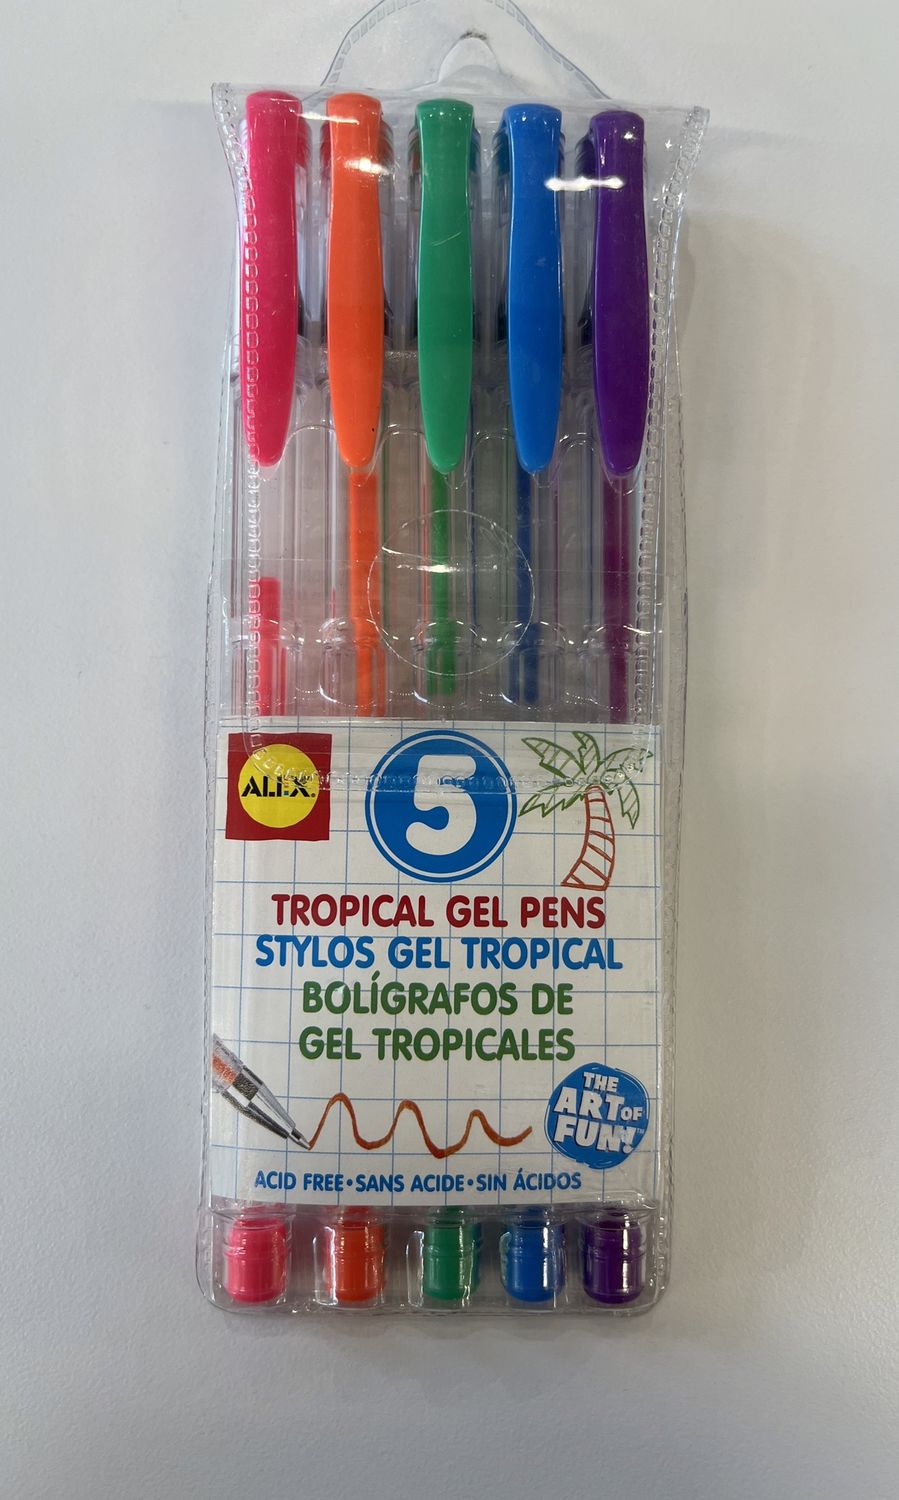 ALEX®
5
TROPICAL GEL PENS
STYLOS GEL TROPICAL
BOLÍGRAFOS DE
GEL TROPICALES
THE
ART OF
FUN!™
ACID FREE•SANS ACIDE•SIN ÁCIDOS